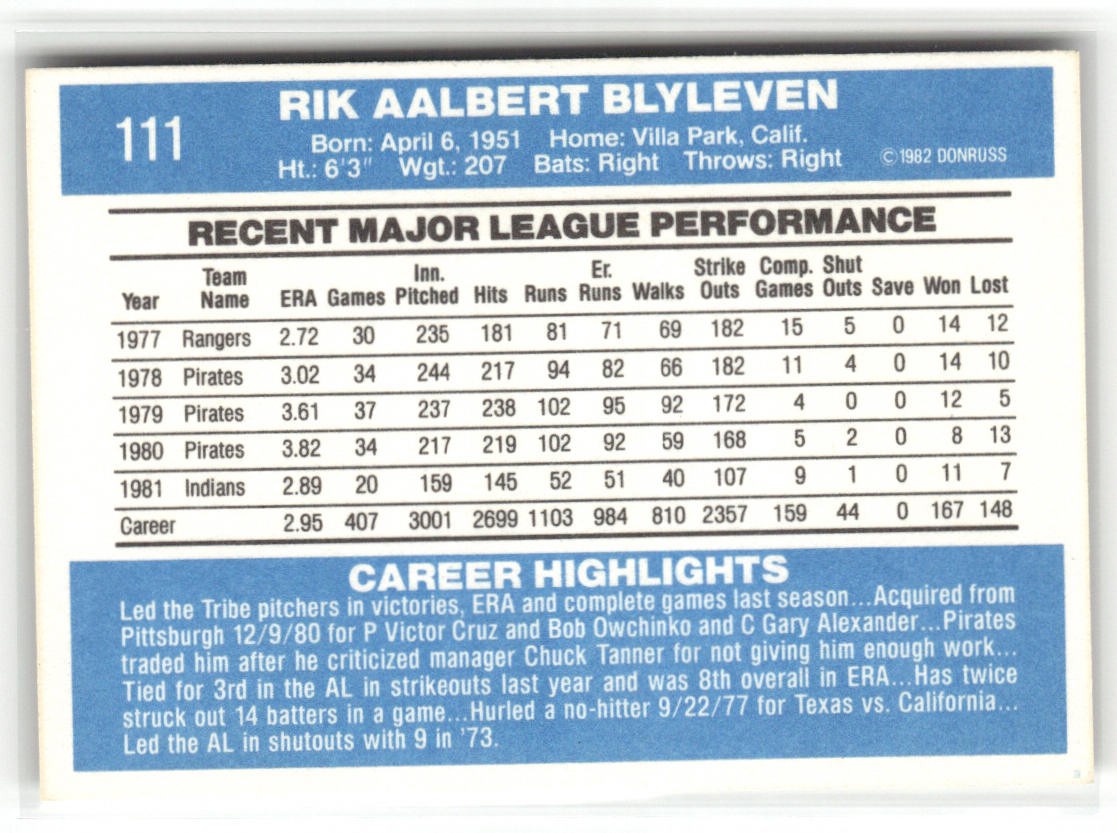 111
RIK AALBERT BLYLEVEN
Born: April 6, 1951 Home: Villa Park, Calif.
Ht.: 6'3" Wgt.: 207 Bats: Right Throws: Right
©1982 DONRUSS
RECENT MAJOR LEAGUE PERFORMANCE
Year Team Name ERA Games Inn. Pitched Hits Runs Er. Runs Walks Strike Outs Comp. Games Shut Outs Save Won Lost
1977 Rangers 2.72 30 235 181 81 71 69 182 15 5 0 14 12
1978 Pirates 3.02 34 244 217 94 82 66 182 11 4 0 14 10
1979 Pirates 3.61 37 237 238 102 95 92 172 4 0 0 12 5
1980 Pirates 3.82 34 217 219 102 92 59 168 5 2 0 8 13
1981 Indians 2.89 20 159 145 52 51 40 107 9 1 0 11 7
Career 2.95 407 3001 2699 1103 984 810 2357 159 44 0 167 148
CAREER HIGHLIGHTS
Led the Tribe pitchers in victories, ERA and complete games last season...Acquired from
Pittsburgh 12/9/80 for P Victor Cruz and Bob Owchinko and C Gary Alexander...Pirates
traded him after he criticized manager Chuck Tanner for not giving him enough work...
Tied for 3rd in the AL in strikeouts last year and was 8th overall in ERA...Has twice
struck out 14 batters in a game...Hurled a no-hitter 9/22/77 for Texas vs. California...
Led the AL in shutouts with 9 in '73.